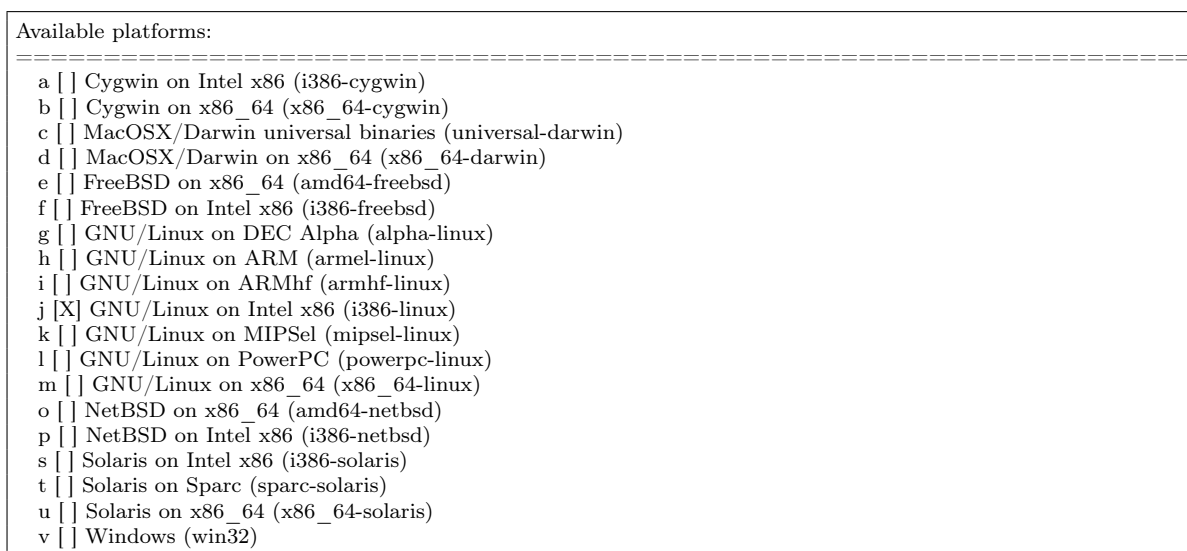 Available platforms:
===============================================================================
a [ ] Cygwin on Intel x86 (i386-cygwin)
b [ ] Cygwin on x86_64 (x86_64-cygwin)
c [ ] MacOSX/Darwin universal binaries (universal-darwin)
d [ ] MacOSX/Darwin on x86_64 (x86_64-darwin)
e [ ] FreeBSD on x86_64 (amd64-freebsd)
f [ ] FreeBSD on Intel x86 (i386-freebsd)
g [ ] GNU/Linux on DEC Alpha (alpha-linux)
h [ ] GNU/Linux on ARM (armel-linux)
i [ ] GNU/Linux on ARMhf (armhf-linux)
j [X] GNU/Linux on Intel x86 (i386-linux)
k [ ] GNU/Linux on MIPSel (mipsel-linux)
l [ ] GNU/Linux on PowerPC (powerpc-linux)
m [ ] GNU/Linux on x86_64 (x86_64-linux)
o [ ] NetBSD on x86_64 (amd64-netbsd)
p [ ] NetBSD on Intel x86 (i386-netbsd)
s [ ] Solaris on Intel x86 (i386-solaris)
t [ ] Solaris on Sparc (sparc-solaris)
u [ ] Solaris on x86_64 (x86_64-solaris)
v [ ] Windows (win32)